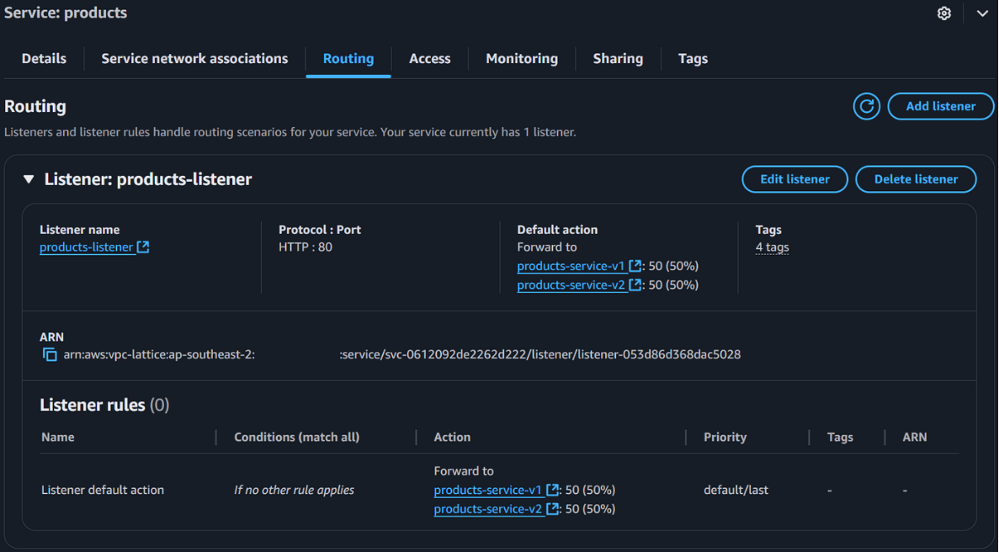 Service: products
Details Service network associations Routing Access Monitoring Sharing Tags
Routing
Add listener
Listeners and listener rules handle routing scenarios for your service. Your service currently has 1 listener.
Listener: products-listener
Edit listener Delete listener
Listener name Protocol : Port Default action Tags
products-listener HTTP : 80 Forward to 4 tags
products-service-v1 : 50 (50%)
products-service-v2 : 50 (50%)
ARN
arn:aws:vpc-lattice:ap-southeast-2: :service/svc-0612092de2262d222/listener/listener-053d86d368dac5028
Listener rules (0)
Name Conditions (match all) Action Priority Tags ARN
Forward to
Listener default action If no other rule applies products-service-v1 : 50 (50%) default/last - -
products-service-v2 : 50 (50%)